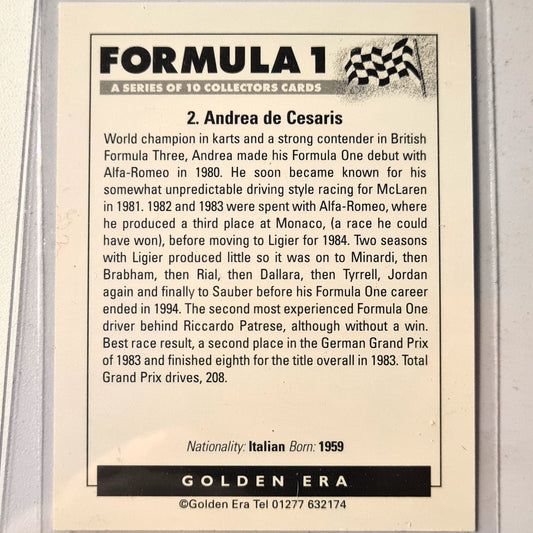 FORMULA 1
A SERIES OF 10 COLLECTORS CARDS
2. Andrea de Cesaris
World champion in karts and a strong contender in British
Formula Three, Andrea made his Formula One debut with
Alfa-Romeo in 1980. He soon became known for his
somewhat unpredictable driving style racing for McLaren
in 1981. 1982 and 1983 were spent with Alfa-Romeo, where
he produced a third place at Monaco, (a race he could
have won), before moving to Ligier for 1984. Two seasons
with Ligier produced little so it was on to Minardi, then
Brabham, then Rial, then Dallara, then Tyrrell, Jordan
again and finally to Sauber before his Formula One career
ended in 1994. The second most experienced Formula One
driver behind Riccardo Patrese, although without a win.
Best race result, a second place in the German Grand Prix
of 1983 and finished eighth for the title overall in 1983. Total
Grand Prix drives, 208.
Nationality: Italian Born: 1959
GOLDEN ERA
©Golden Era Tel 01277 632174